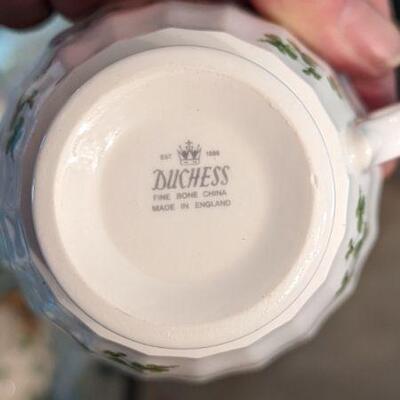 EST 1888
DUCHESS
FINE BONE CHINA
MADE IN ENGLAND